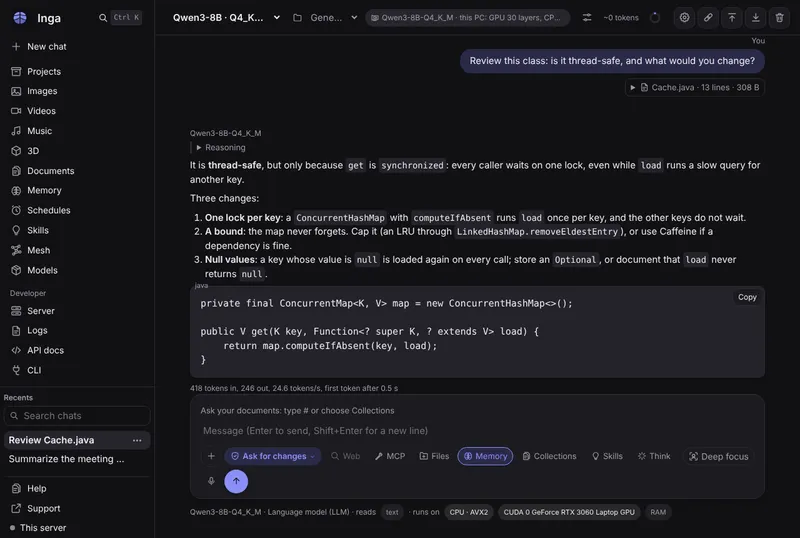 Inga
Ctrl K
New chat
Projects
Images
Videos
Music
3D
Documents
Memory
Schedules
Skills
Mesh
Models
Developer
Server
Logs
API docs
CLI
Recents
Search chats
Review Cache.java
Summarize the meeting ...
Help
Support
This server
Qwen3-8B · Q4_K...
Gene...
Qwen3-8B-Q4_K_M · this PC: GPU 30 layers, CP...
~0 tokens
You
Review this class: is it thread-safe, and what would you change?
Cache.java · 13 lines · 308 B
Qwen3-8B-Q4_K_M
Reasoning
It is thread-safe, but only because get is synchronized: every caller waits on one lock, even while load runs a slow query for
another key.
Three changes:
1. One lock per key: a ConcurrentHashMap with computeIfAbsent runs load once per key, and the other keys do not wait.
2. A bound: the map never forgets. Cap it (an LRU through LinkedHashMap.removeEldestEntry), or use Caffeine if a
dependency is fine.
3. Null values: a key whose value is null is loaded again on every call; store an Optional, or document that load never
returns null.
java
Copy
private final ConcurrentMap<K, V> map = new ConcurrentHashMap<>();
public V get(K key, Function<? super K, ? extends V> load) {
return map.computeIfAbsent(key, load);
}
418 tokens in, 246 out, 24.6 tokens/s, first token after 0.5 s
Ask your documents: type # or choose Collections
Message (Enter to send, Shift+Enter for a new line)
Ask for changes
Web
MCP
Files
Memory
Collections
Skills
Think
Deep focus
Qwen3-8B-Q4_K_M · Language model (LLM) · reads text · runs on CPU · AVX2 CUDA 0 GeForce RTX 3060 Laptop GPU RAM